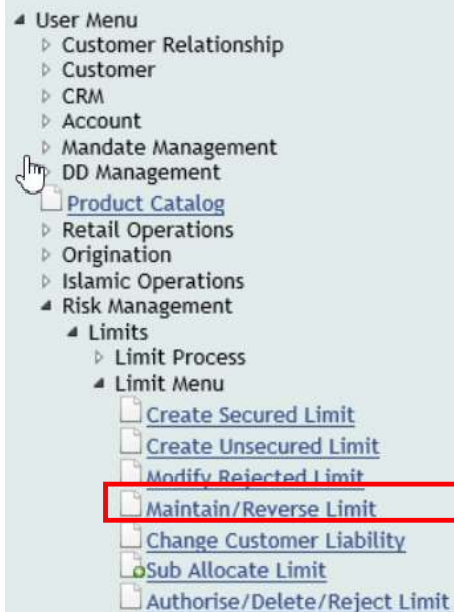 User Menu
Customer Relationship
Customer
CRM
Account
Mandate Management
DD Management
Product Catalog
Retail Operations
Origination
Islamic Operations
Risk Management
Limits
Limit Process
Limit Menu
Create Secured Limit
Create Unsecured Limit
Modify Rejected Limit
Maintain/Reverse Limit
Change Customer Liability
Sub Allocate Limit
Authorise/Delete/Reject Limit